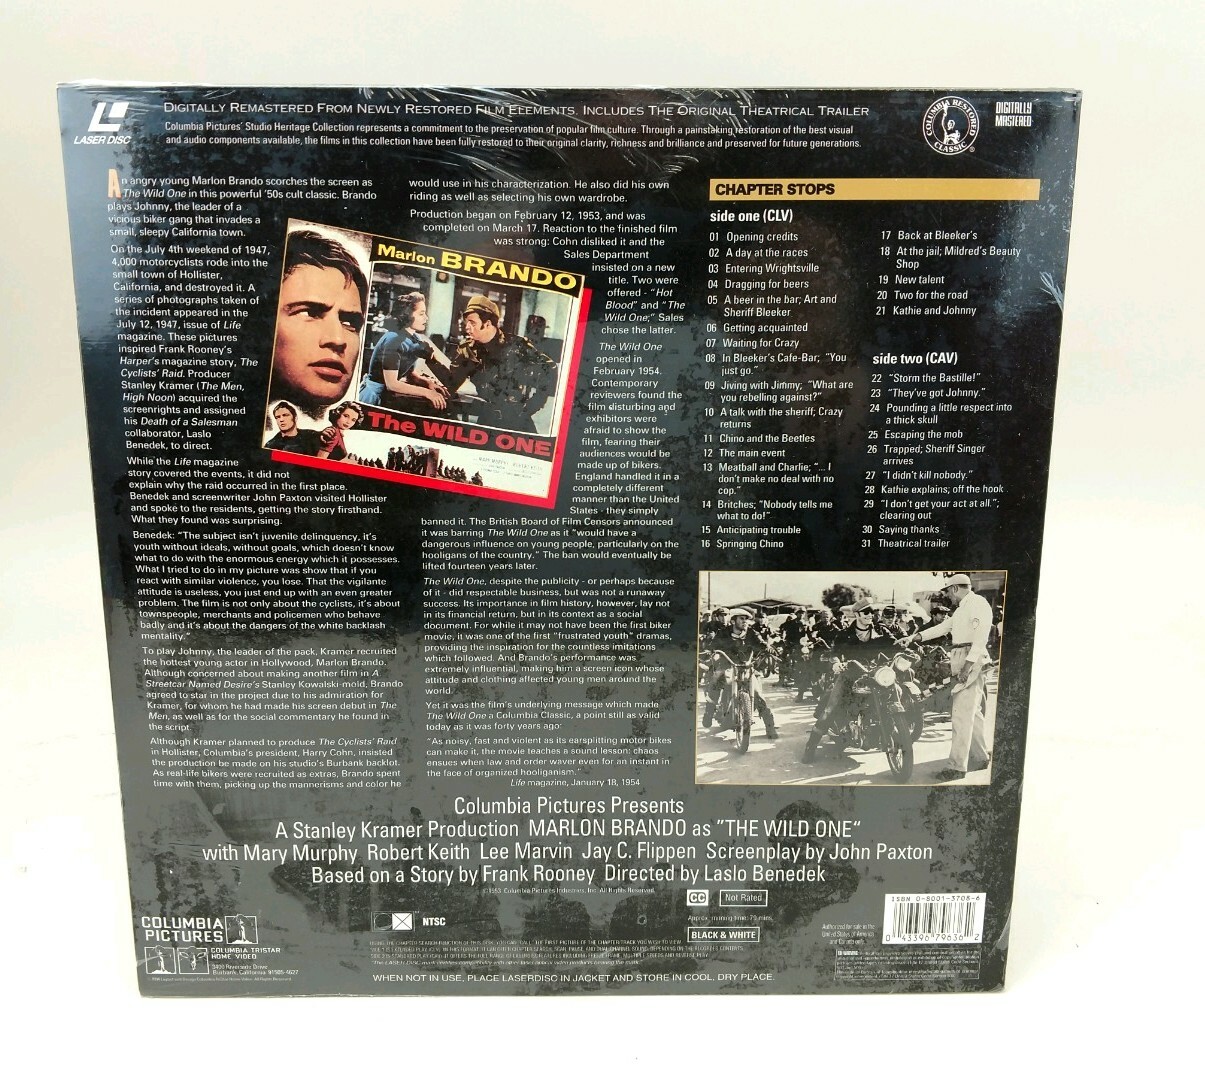 LASER DISC
DIGITALLY REMASTERED FROM NEWLY RESTORED FILM ELEMENTS. INCLUDES THE ORIGINAL THEATRICAL TRAILER
Columbia Pictures' Studio Heritage Collection represents a commitment to the preservation of popular film culture. Through a painstaking restoration of the best visual
and audio components available, the films in this collection have been fully restored to their original clarity, richness and brilliance and preserved for future generations.
COLUMBIA RESTORED CLASSIC
DIGITALLY
MASTERED
An angry young Marlon Brando scorches the screen as
The Wild One in this powerful '50s cult classic. Brando
plays Johnny, the leader of a
vicious biker gang that invades a
small, sleepy California town.
On the July 4th weekend of 1947,
4,000 motorcyclists rode into the
small town of Hollister,
California, and destroyed it. A
series of photographs taken of
the incident appeared in the
July 12, 1947, issue of Life
magazine. These pictures
inspired Frank Rooney's
Harper's magazine story, The
Cyclists' Raid. Producer
Stanley Kramer (The Men,
High Noon) acquired the
screenrights and assigned
his Death of a Salesman
collaborator, Laslo
Benedek, to direct.
While the Life magazine
story covered the events, it did not
explain why the raid occurred in the first place.
Benedek and screenwriter John Paxton visited Hollister
and spoke to the residents, getting the story firsthand.
What they found was surprising.
Benedek: "The subject isn't juvenile delinquency, it's
youth without ideals, without goals, which doesn't know
what to do with the enormous energy which it possesses.
What I tried to do in my picture was show that if you
react with similar violence, you lose. That the vigilante
attitude is useless, you just end up with an even greater
problem. The film is not only about the cyclists, it's about
townspeople, merchants and policemen who behave
badly and it's about the dangers of the white backlash
mentality."
To play Johnny, the leader of the pack, Kramer recruited
the hottest young actor in Hollywood, Marlon Brando.
Although concerned about making another film in A
Streetcar Named Desire's Stanley Kowalski-mold, Brando
agreed to star in the project due to his admiration for
Kramer, for whom he had made his screen debut in The
Men, as well as for the social commentary he found in
the script.
Although Kramer planned to produce The Cyclists' Raid
in Hollister, Columbia's president, Harry Cohn, insisted
the production be made on his studio's Burbank backlot.
As real-life bikers were recruited as extras, Brando spent
time with them, picking up the mannerisms and color he
would use in his characterization. He also did his own
riding as well as selecting his own wardrobe.
Production began on February 12, 1953, and was
completed on March 17. Reaction to the finished film
was strong: Cohn disliked it and the
Sales Department
insisted on a new
title. Two were
offered - "Hot
Blood" and "The
Wild One;" Sales
chose the latter.
The Wild One
opened in
February 1954.
Contemporary
reviewers found the
film disturbing and
exhibitors were
afraid to show the
film, fearing their
audiences would be
made up of bikers.
England handled it in a
completely different
manner than the United
States - they simply
banned it. The British Board of Film Censors announced
it was barring The Wild One as it "would have a
dangerous influence on young people, particularly on the
hooligans of the country." The ban would eventually be
lifted fourteen years later.
The Wild One, despite the publicity - or perhaps because
of it - did respectable business, but was not a runaway
success. Its importance in film history, however, lay not
in its financial return, but in its context as a social
document. For while it may not have been the first biker
movie, it was one of the first "frustrated youth" dramas,
providing the inspiration for the countless imitations
which followed. And Brando's performance was
extremely influential, making him a screen icon whose
attitude and clothing affected young men around the
world.
Yet it was the film's underlying message which made
The Wild One a Columbia Classic, a point still as valid
today as it was forty years ago:
"As noisy, fast and violent as its earsplitting motor bikes
can make it, the movie teaches a sound lesson: chaos
ensues when law and order waver even for an instant in
the face of organized hooliganism."
Life magazine, January 18, 1954
Marlon BRANDO
The WILD ONE
CHAPTER STOPS
side one (CLV)
01 Opening credits
02 A day at the races
03 Entering Wrightsville
04 Dragging for beers
05 A beer in the bar; Art and
Sheriff Bleeker
06 Getting acquainted
07 Waiting for Crazy
08 In Bleeker's Cafe-Bar; "You
just go."
09 Jiving with Jimmy; "What are
you rebelling against?"
10 A talk with the sheriff; Crazy
returns
11 Chino and the Beetles
12 The main event
13 Meatball and Charlie; "... I
don't make no deal with no
cop."
14 Britches; "Nobody tells me
what to do!"
15 Anticipating trouble
16 Springing Chino
17 Back at Bleeker's
18 At the jail; Mildred's Beauty
Shop
19 New talent
20 Two for the road
21 Kathie and Johnny
side two (CAV)
22 "Storm the Bastille!"
23 "They've got Johnny."
24 Pounding a little respect into
a thick skull
25 Escaping the mob
26 Trapped; Sheriff Singer
arrives
27 "I didn't kill nobody."
28 Kathie explains; off the hook
29 "I don't get your act at all.";
clearing out
30 Saying thanks
31 Theatrical trailer
Columbia Pictures Presents
A Stanley Kramer Production MARLON BRANDO as "THE WILD ONE"
with Mary Murphy Robert Keith Lee Marvin Jay C. Flippen Screenplay by John Paxton
Based on a Story by Frank Rooney Directed by Laslo Benedek
©1953 Columbia Pictures Industries, Inc. All Rights Reserved.
COLUMBIA
PICTURES
COLUMBIA TRISTAR
HOME VIDEO
3400 Riverside Drive
Burbank, California 91505-4627
NTSC
CC
Not Rated
Approx. running time: 79 mins.
BLACK & WHITE
WHEN NOT IN USE, PLACE LASERDISC IN JACKET AND STORE IN COOL, DRY PLACE.
Authorized for sale in the
United States of America
and Canada only.
ISBN 0-8001-3708-6
0 43396 79636 2